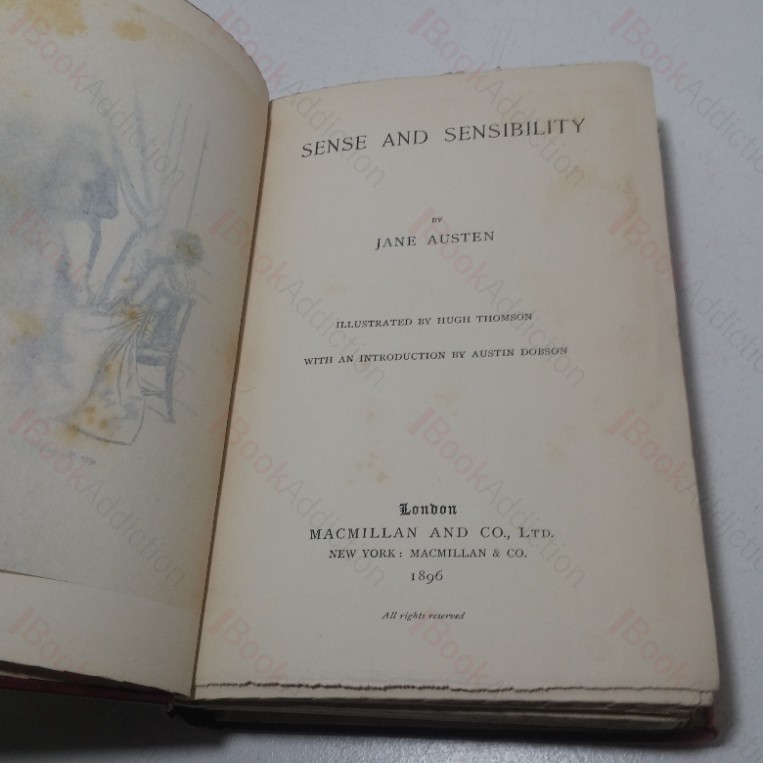 SENSE AND SENSIBILITY
BY
JANE AUSTEN
ILLUSTRATED BY HUGH THOMSON
WITH AN INTRODUCTION BY AUSTIN DOBSON
London
MACMILLAN AND CO., LTD.
NEW YORK: MACMILLAN & CO.
1896
All rights reserved
BookAddiction